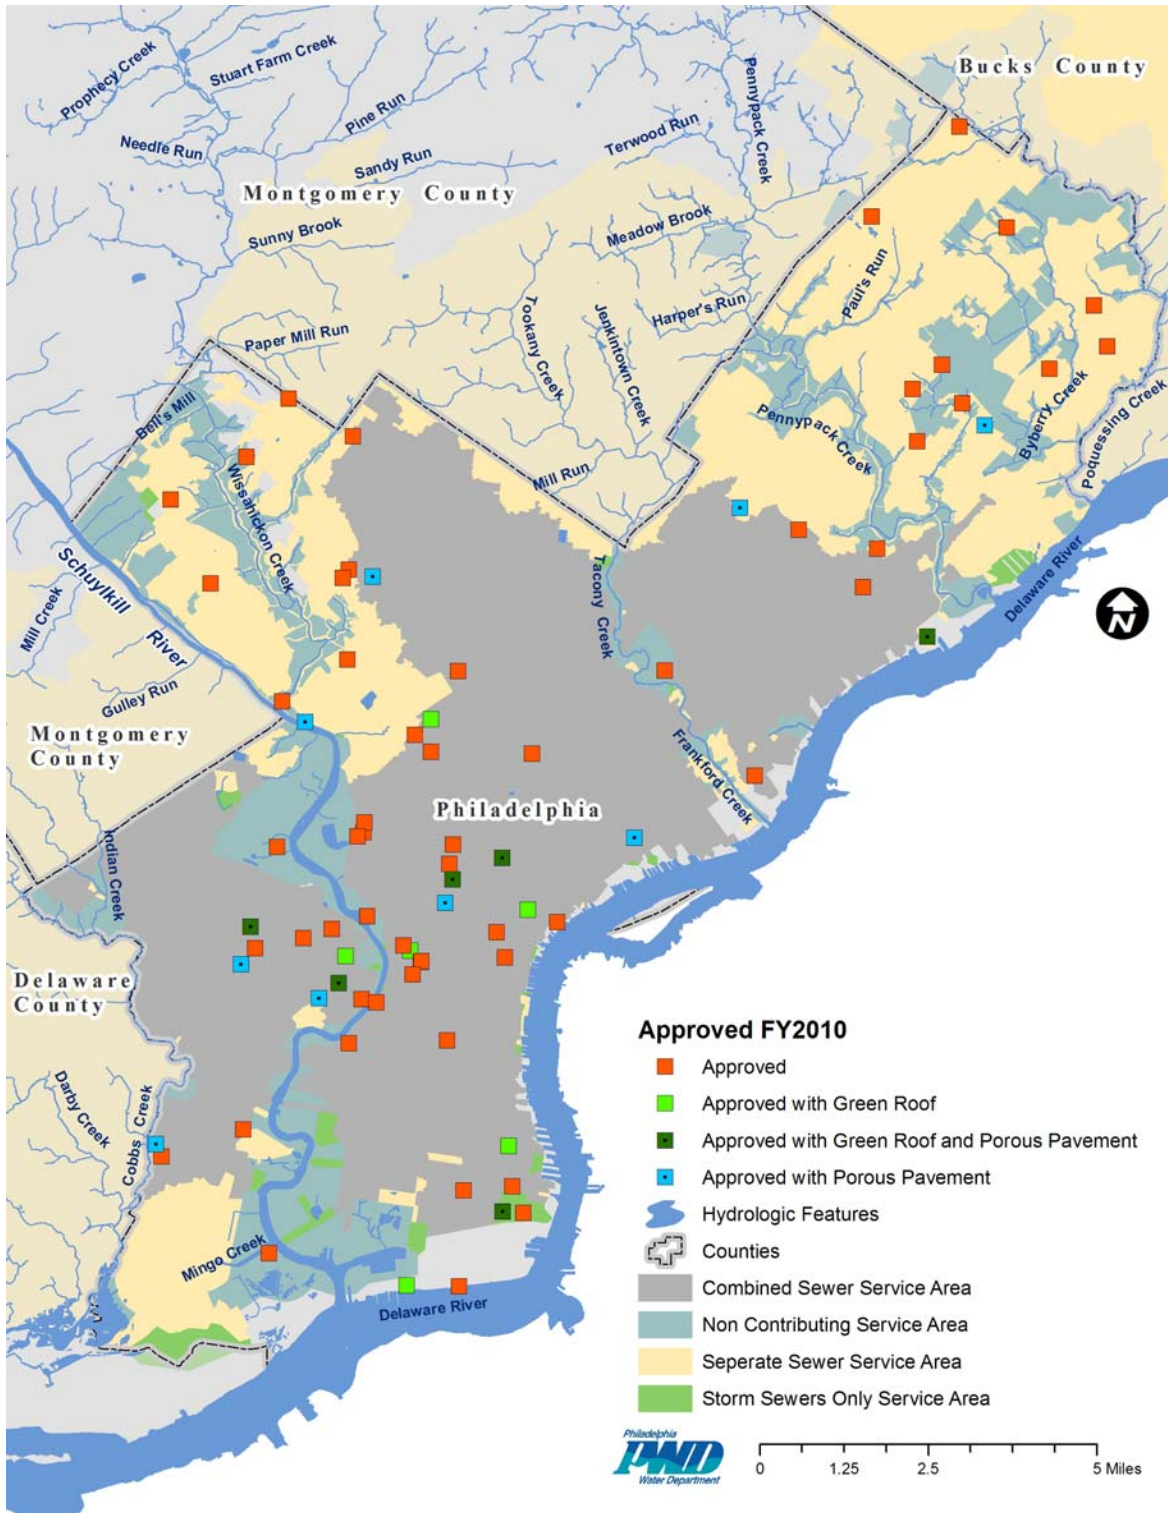 Bucks County
Prophecy Creek
Stuart Farm Creek
Pine Run
Needle Run
Sandy Run
Terwood Run
Pennypack Creek
Montgomery County
Sunny Brook
Meadow Brook
Paul's Run
Harper's Run
Tookany Creek
Jenkintown Creek
Paper Mill Run
Bell's Mill
Pennypack Creek
Byberry Creek
Poquessing Creek
Mill Run
Wissahickon Creek
Schuylkill River
Mill Creek
Tacony Creek
Delaware River
N
Gulley Run
Montgomery
County
Frankford Creek
Philadelphia
Indian Creek
Delaware
County
Darby Creek
Cobbs Creek
Mingo Creek
Delaware River
Approved FY2010
Approved
Approved with Green Roof
Approved with Green Roof and Porous Pavement
Approved with Porous Pavement
Hydrologic Features
Counties
Combined Sewer Service Area
Non Contributing Service Area
Seperate Sewer Service Area
Storm Sewers Only Service Area
Philadelphia
PWD
Water Department
0 1.25 2.5 5 Miles